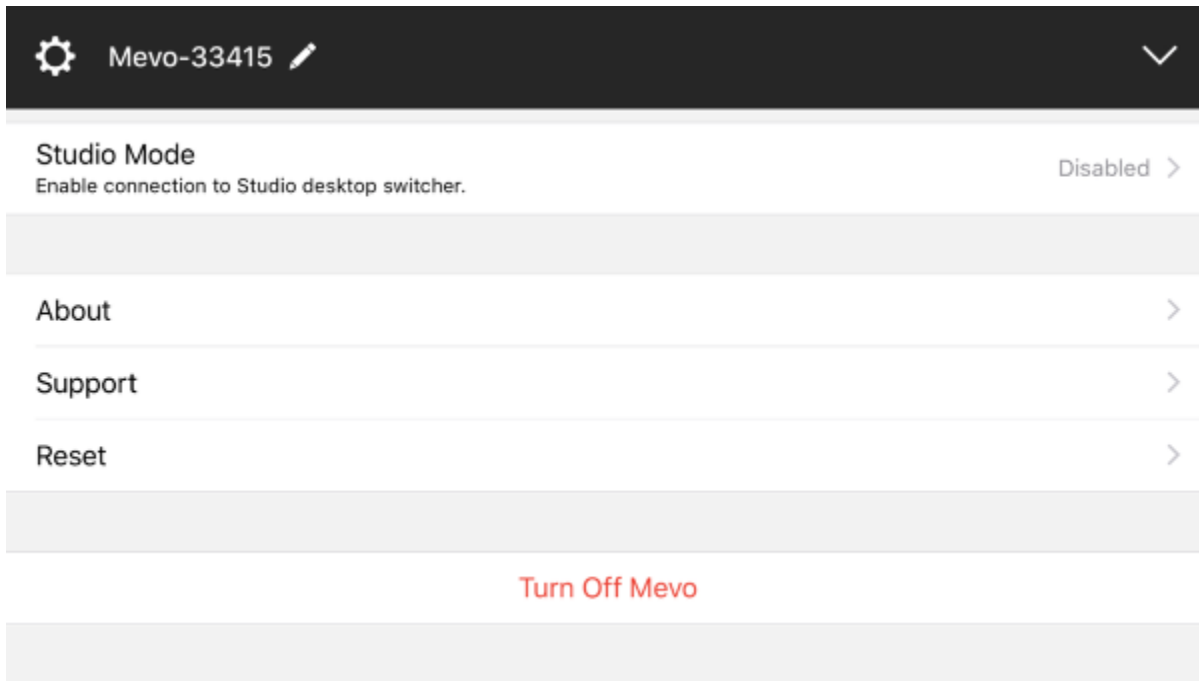 Mevo-33415
Studio Mode
Disabled
Enable connection to Studio desktop switcher.
About
Support
Reset
Turn Off Mevo